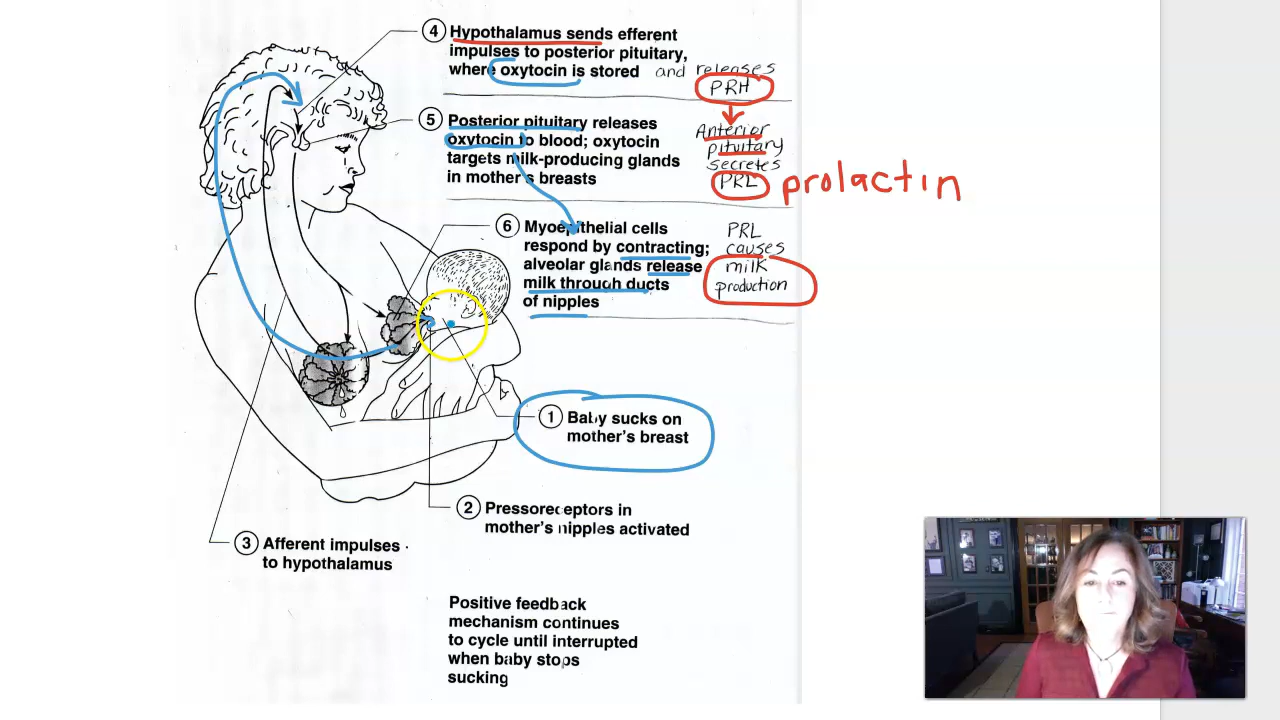 4 Hypothalamus sends efferent
impulses to posterior pituitary,
where oxytocin is stored and releases
PRH
5 Posterior pituitary releases
oxytocin to blood; oxytocin
targets milk-producing glands
in mother's breasts
Anterior
pituitary
secretes
PRL prolactin
6 Myoepithelial cells
respond by contracting;
alveolar glands release
milk through ducts
of nipples
PRL
causes
milk
production
1 Baby sucks on
mother's breast
2 Pressoreceptors in
mother's nipples activated
3 Afferent impulses
to hypothalamus
Positive feedback
mechanism continues
to cycle until interrupted
when baby stops
sucking